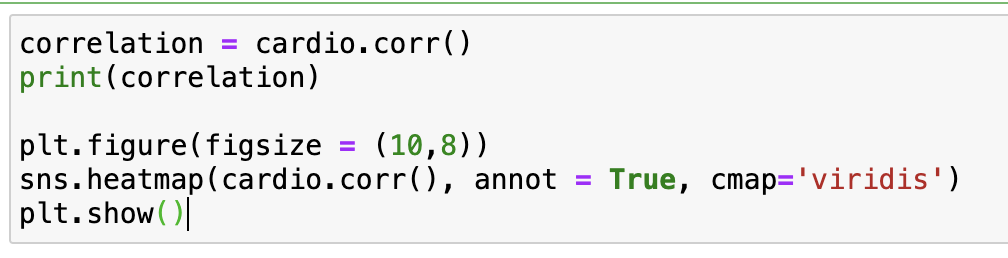 correlation = cardio.corr()
print(correlation)
plt.figure(figsize = (10,8))
sns.heatmap(cardio.corr(), annot = True, cmap='viridis')
plt.show()